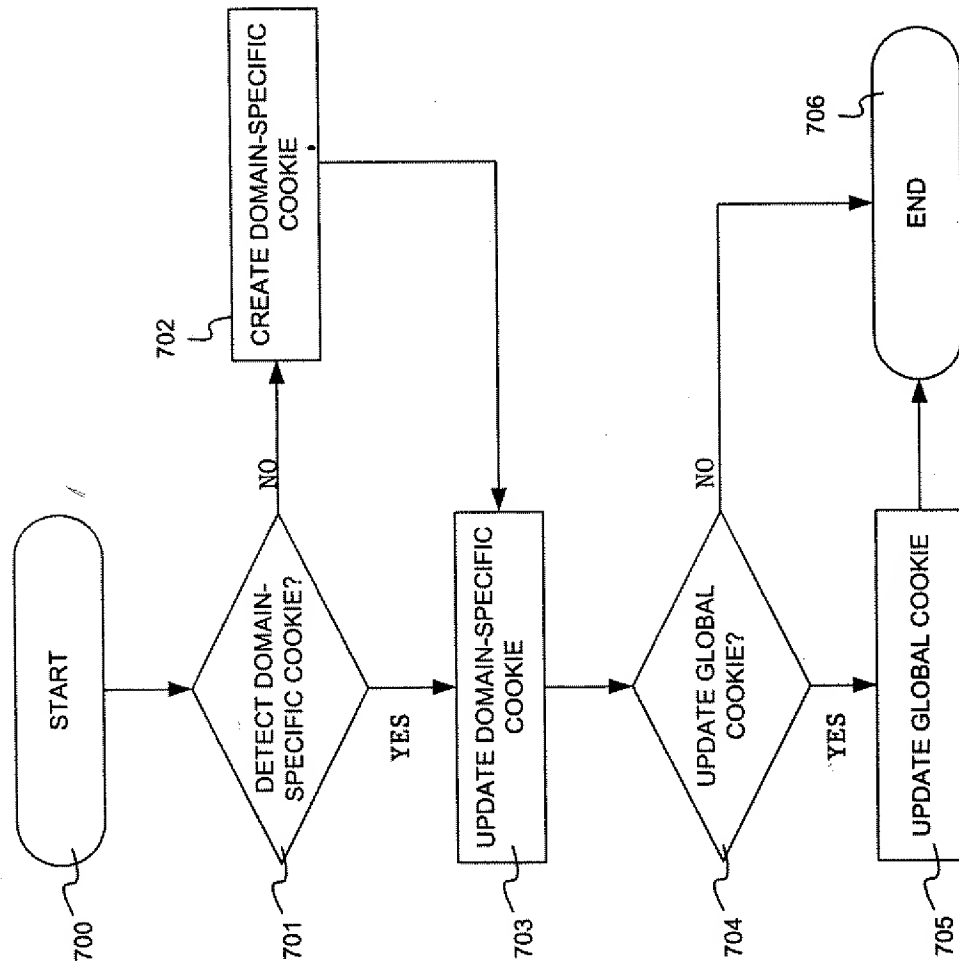 START
700
DETECT DOMAIN-
SPECIFIC COOKIE?
701
NO
YES
702
CREATE DOMAIN-SPECIFIC
COOKIE
UPDATE DOMAIN-SPECIFIC
COOKIE
703
UPDATE GLOBAL
COOKIE?
704
NO
YES
UPDATE GLOBAL COOKIE
705
706
END